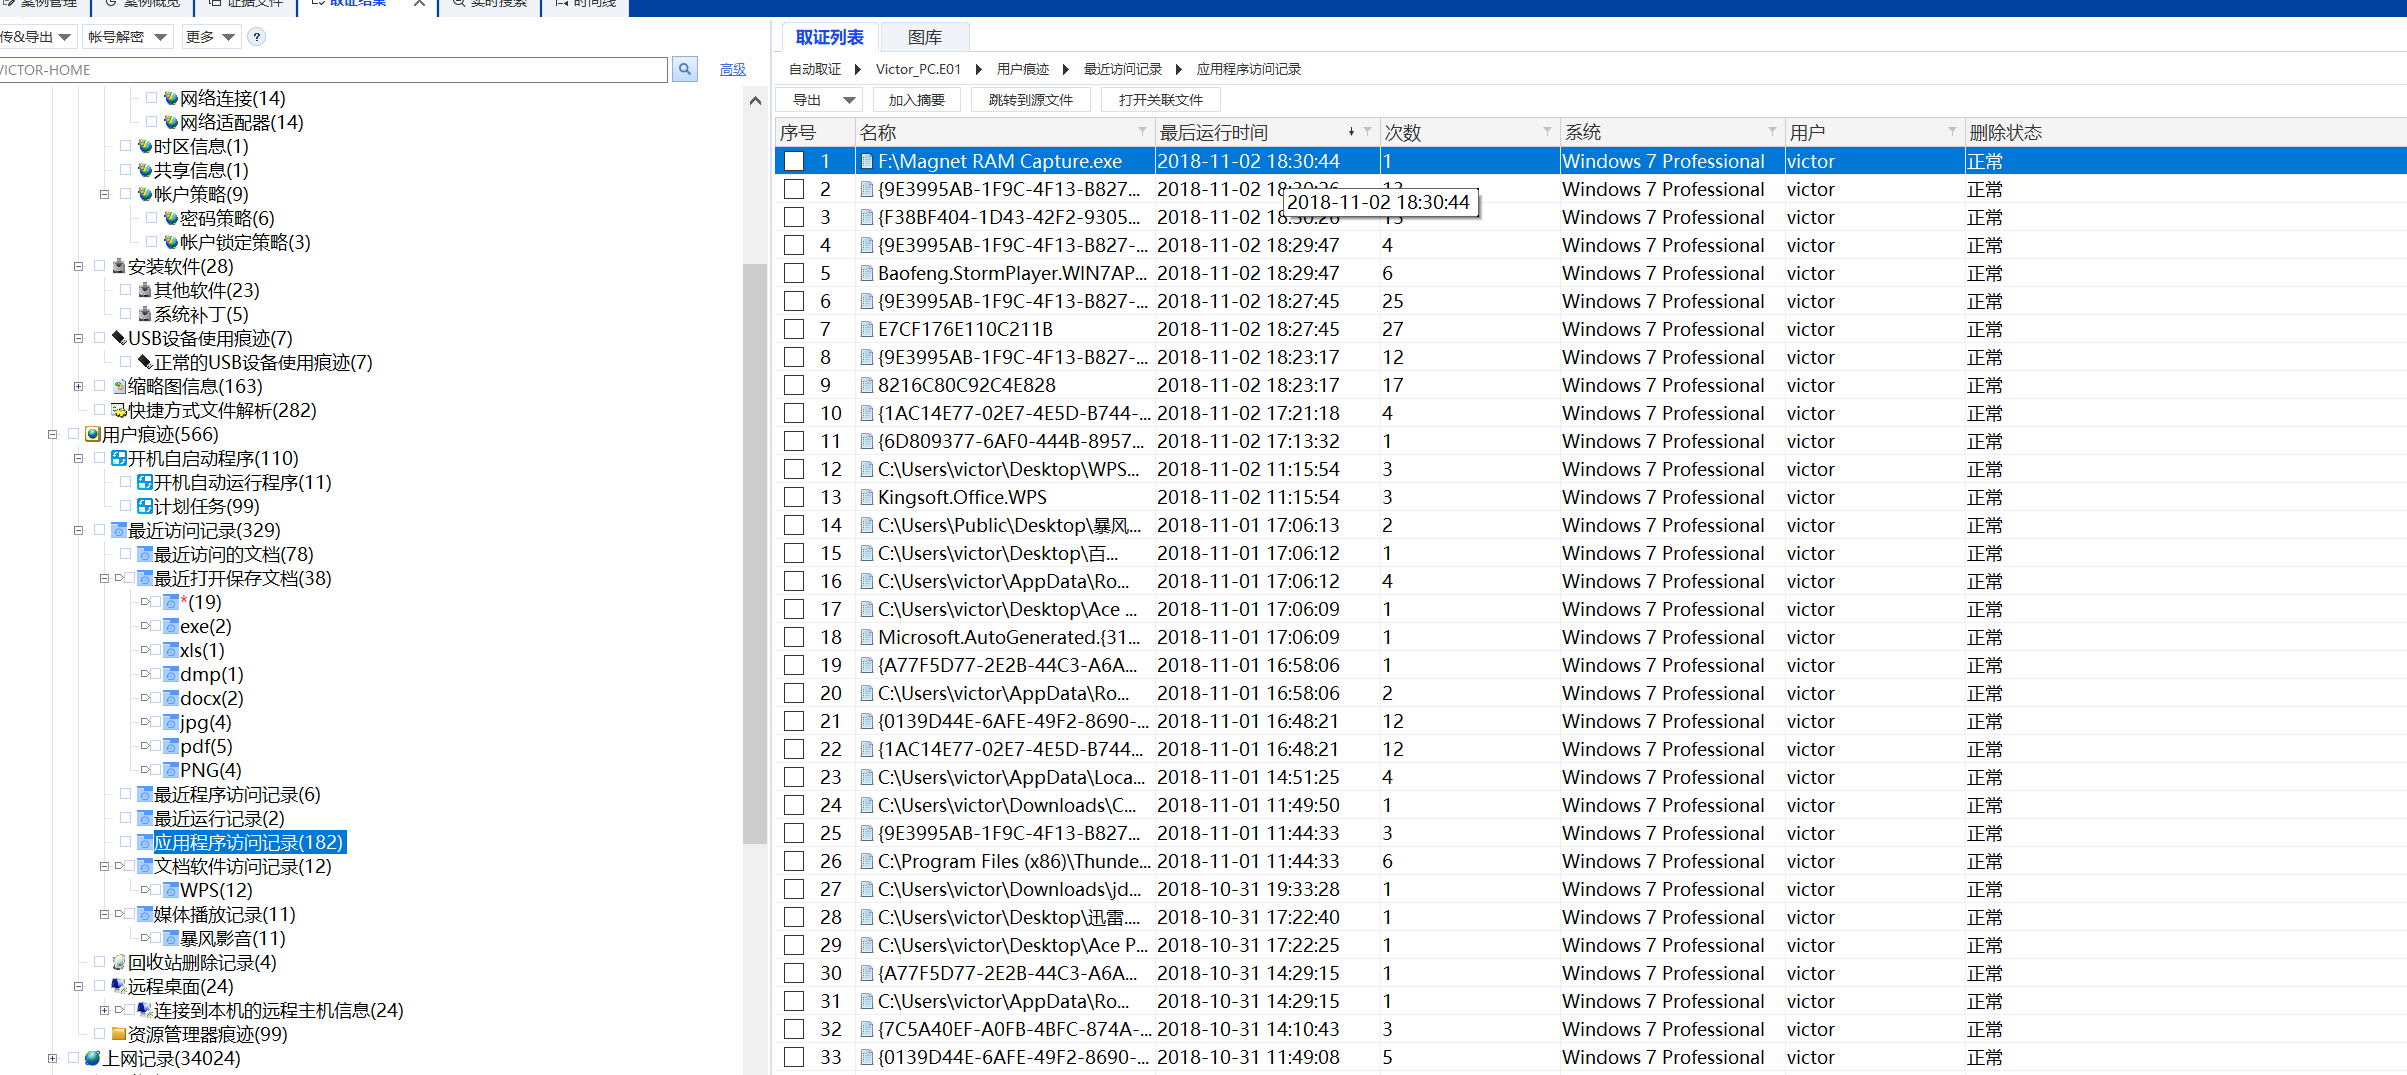 案例管理 案例概览 证据文件 取证结果 实时搜索 时间线
传&导出 帐号解密 更多 ?
VICTOR-HOME 高级
网络连接(14)
网络适配器(14)
时区信息(1)
共享信息(1)
帐户策略(9)
密码策略(6)
帐户锁定策略(3)
安装软件(28)
其他软件(23)
系统补丁(5)
USB设备使用痕迹(7)
正常的USB设备使用痕迹(7)
缩略图信息(163)
快捷方式文件解析(282)
用户痕迹(566)
开机自启动程序(110)
开机自动运行程序(11)
计划任务(99)
最近访问记录(329)
最近访问的文档(78)
最近打开保存文档(38)
*(19)
exe(2)
xls(1)
dmp(1)
docx(2)
jpg(4)
pdf(5)
PNG(4)
最近程序访问记录(6)
最近运行记录(2)
应用程序访问记录(182)
文档软件访问记录(12)
WPS(12)
媒体播放记录(11)
暴风影音(11)
回收站删除记录(4)
远程桌面(24)
连接到本机的远程主机信息(24)
资源管理器痕迹(99)
上网记录(34024)
取证列表 图库
自动取证 Victor_PC.E01 用户痕迹 最近访问记录 应用程序访问记录
导出 加入摘要 跳转到源文件 打开关联文件
序号 名称 最后运行时间 次数 系统 用户 删除状态
1 F:\Magnet RAM Capture.exe 2018-11-02 18:30:44 1 Windows 7 Professional victor 正常
2 {9E3995AB-1F9C-4F13-B827... 2018-11-02 18:30:26 13 Windows 7 Professional victor 正常
2018-11-02 18:30:44
3 {F38BF404-1D43-42F2-9305... 2018-11-02 18:30:26 13 Windows 7 Professional victor 正常
4 {9E3995AB-1F9C-4F13-B827-... 2018-11-02 18:29:47 4 Windows 7 Professional victor 正常
5 Baofeng.StormPlayer.WIN7AP... 2018-11-02 18:29:47 6 Windows 7 Professional victor 正常
6 {9E3995AB-1F9C-4F13-B827-... 2018-11-02 18:27:45 25 Windows 7 Professional victor 正常
7 E7CF176E110C211B 2018-11-02 18:27:45 27 Windows 7 Professional victor 正常
8 {9E3995AB-1F9C-4F13-B827-... 2018-11-02 18:23:17 12 Windows 7 Professional victor 正常
9 8216C80C92C4E828 2018-11-02 18:23:17 17 Windows 7 Professional victor 正常
10 {1AC14E77-02E7-4E5D-B744-... 2018-11-02 17:21:18 4 Windows 7 Professional victor 正常
11 {6D809377-6AF0-444B-8957... 2018-11-02 17:13:32 1 Windows 7 Professional victor 正常
12 C:\Users\victor\Desktop\WPS... 2018-11-02 11:15:54 3 Windows 7 Professional victor 正常
13 Kingsoft.Office.WPS 2018-11-02 11:15:54 3 Windows 7 Professional victor 正常
14 C:\Users\Public\Desktop\暴风... 2018-11-01 17:06:13 2 Windows 7 Professional victor 正常
15 C:\Users\victor\Desktop\百... 2018-11-01 17:06:12 1 Windows 7 Professional victor 正常
16 C:\Users\victor\AppData\Ro... 2018-11-01 17:06:12 4 Windows 7 Professional victor 正常
17 C:\Users\victor\Desktop\Ace ... 2018-11-01 17:06:09 1 Windows 7 Professional victor 正常
18 Microsoft.AutoGenerated.{31... 2018-11-01 17:06:09 1 Windows 7 Professional victor 正常
19 {A77F5D77-2E2B-44C3-A6A... 2018-11-01 16:58:06 1 Windows 7 Professional victor 正常
20 C:\Users\victor\AppData\Ro... 2018-11-01 16:58:06 2 Windows 7 Professional victor 正常
21 {0139D44E-6AFE-49F2-8690-... 2018-11-01 16:48:21 12 Windows 7 Professional victor 正常
22 {1AC14E77-02E7-4E5D-B744... 2018-11-01 16:48:21 12 Windows 7 Professional victor 正常
23 C:\Users\victor\AppData\Loca... 2018-11-01 14:51:25 4 Windows 7 Professional victor 正常
24 C:\Users\victor\Downloads\C... 2018-11-01 11:49:50 1 Windows 7 Professional victor 正常
25 {9E3995AB-1F9C-4F13-B827... 2018-11-01 11:44:33 3 Windows 7 Professional victor 正常
26 C:\Program Files (x86)\Thunde... 2018-11-01 11:44:33 6 Windows 7 Professional victor 正常
27 C:\Users\victor\Downloads\jd... 2018-10-31 19:33:28 1 Windows 7 Professional victor 正常
28 C:\Users\victor\Desktop\迅雷.... 2018-10-31 17:22:40 1 Windows 7 Professional victor 正常
29 C:\Users\victor\Desktop\Ace P... 2018-10-31 17:22:25 1 Windows 7 Professional victor 正常
30 {A77F5D77-2E2B-44C3-A6A... 2018-10-31 14:29:15 1 Windows 7 Professional victor 正常
31 C:\Users\victor\AppData\Ro... 2018-10-31 14:29:15 1 Windows 7 Professional victor 正常
32 {7C5A40EF-A0FB-4BFC-874A-... 2018-10-31 14:10:43 3 Windows 7 Professional victor 正常
33 {0139D44E-6AFE-49F2-8690-... 2018-10-31 11:49:08 5 Windows 7 Professional victor 正常